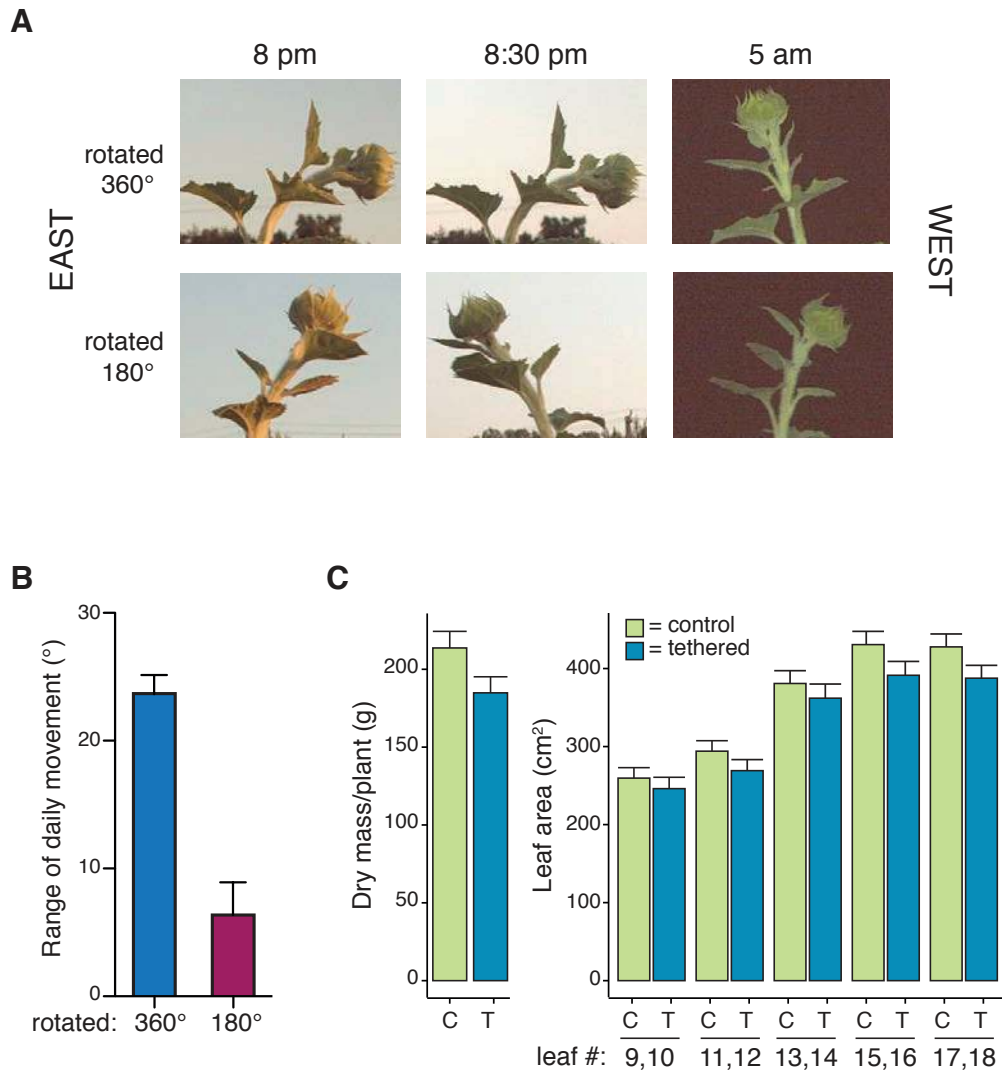 A
8 pm
8:30 pm
5 am
rotated
360°
EAST
WEST
rotated
180°
B
Range of daily movement (°)
30
20
10
0
rotated: 360° 180°
C
Dry mass/plant (g)
200
150
100
50
0
C T
Leaf area (cm²)
= control
= tethered
400
300
200
100
0
C T C T C T C T C T
leaf #: 9,10 11,12 13,14 15,16 17,18